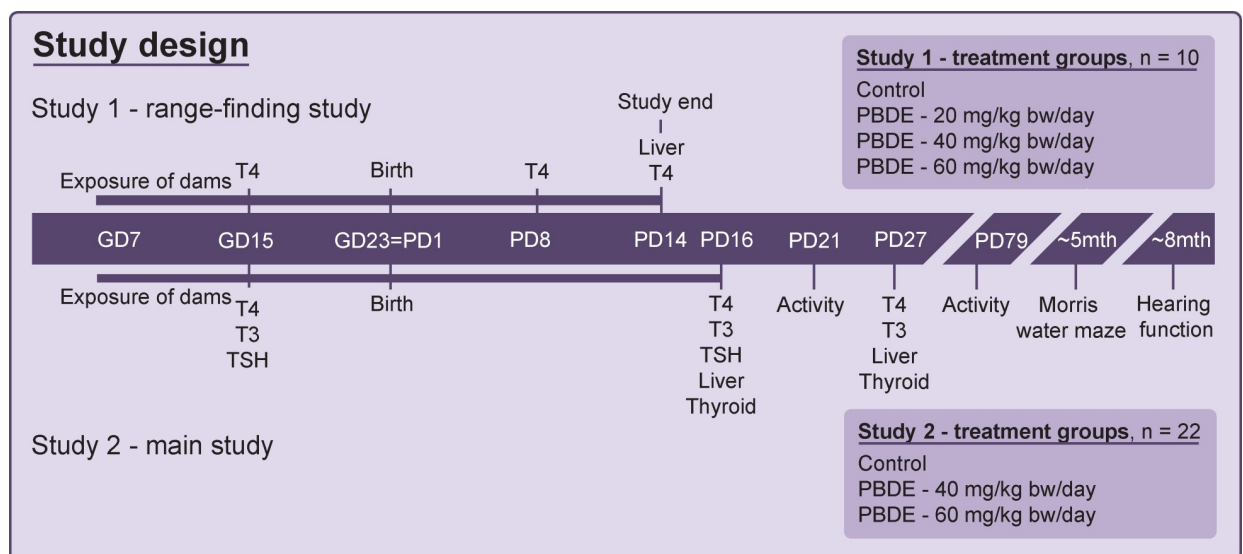 Study design
Study 1 - range-finding study
Study 1 - treatment groups, n = 10
Control
PBDE - 20 mg/kg bw/day
PBDE - 40 mg/kg bw/day
PBDE - 60 mg/kg bw/day
Study end
Liver
Exposure of dams T4 Birth T4 T4
GD7 GD15 GD23=PD1 PD8 PD14 PD16 PD21 PD27 PD79 ~5mth ~8mth
Exposure of dams T4 Birth T4 Activity T4 Activity Morris Hearing
T3 T3 T3 water maze function
TSH TSH Liver
Liver Thyroid
Thyroid
Study 2 - main study
Study 2 - treatment groups, n = 22
Control
PBDE - 40 mg/kg bw/day
PBDE - 60 mg/kg bw/day